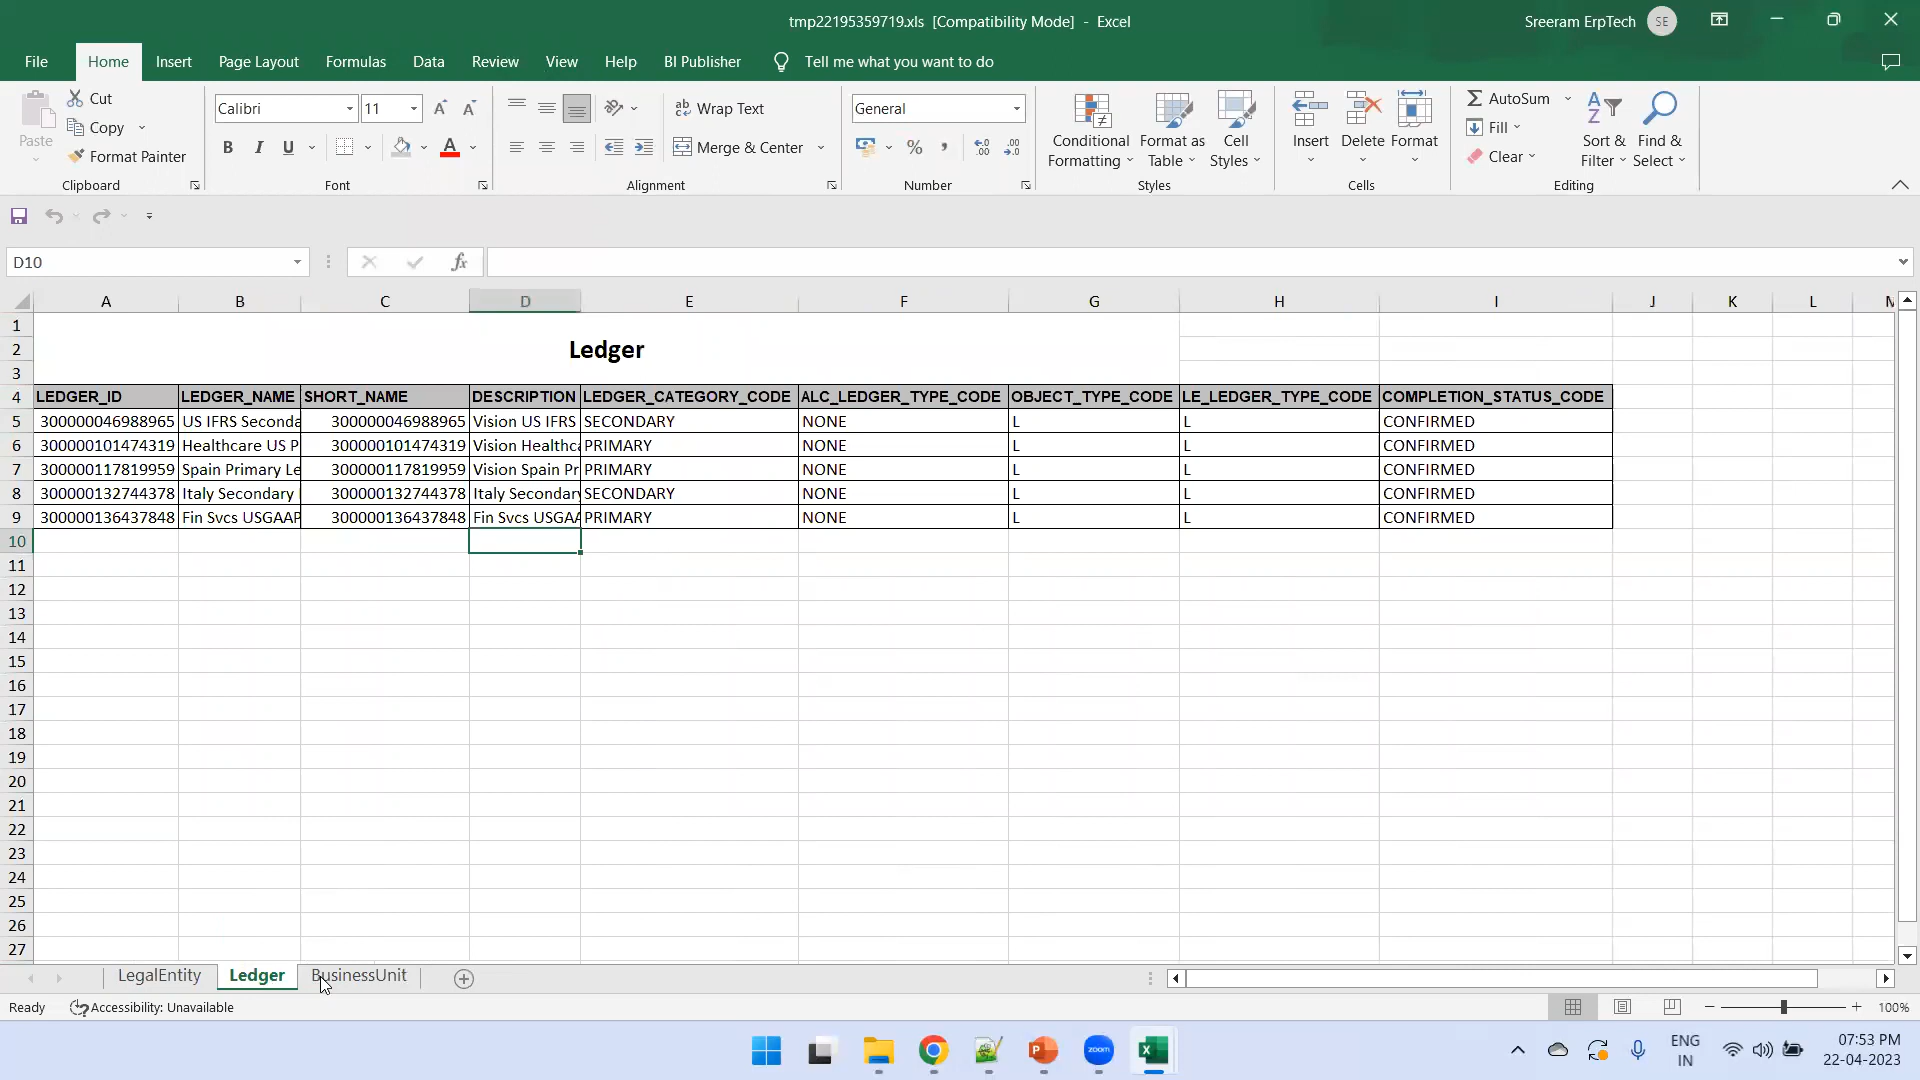 tmp22195359719.xls [Compatibility Mode] - Excel
Sreeram ErpTech
SE
File Home Insert Page Layout Formulas Data Review View Help BI Publisher Tell me what you want to do
Paste
Cut
Copy
Format Painter
Clipboard
Calibri 11
B I U
Font
Wrap Text
Merge & Center
Alignment
General
Number
Conditional Formatting
Format as Table
Cell Styles
Styles
Insert
Delete
Format
Cells
AutoSum
Fill
Clear
Sort & Filter
Find & Select
Editing
D10
fx
A B C D E F G H I J K L M
1
2 Ledger
3
4 LEDGER_ID LEDGER_NAME SHORT_NAME DESCRIPTION LEDGER_CATEGORY_CODE ALC_LEDGER_TYPE_CODE OBJECT_TYPE_CODE LE_LEDGER_TYPE_CODE COMPLETION_STATUS_CODE
5 300000046988965 US IFRS Seconda 300000046988965 Vision US IFRS SECONDARY NONE L L CONFIRMED
6 300000101474319 Healthcare US P 300000101474319 Vision Healthca PRIMARY NONE L L CONFIRMED
7 300000117819959 Spain Primary Le 300000117819959 Vision Spain Pr PRIMARY NONE L L CONFIRMED
8 300000132744378 Italy Secondary 300000132744378 Italy Secondary SECONDARY NONE L L CONFIRMED
9 300000136437848 Fin Svcs USGAAP 300000136437848 Fin Svcs USGAA PRIMARY NONE L L CONFIRMED
10
11
12
13
14
15
16
17
18
19
20
21
22
23
24
25
26
27
LegalEntity Ledger BusinessUnit
Ready Accessibility: Unavailable 100%
zoom
ENG
IN
07:53 PM
22-04-2023